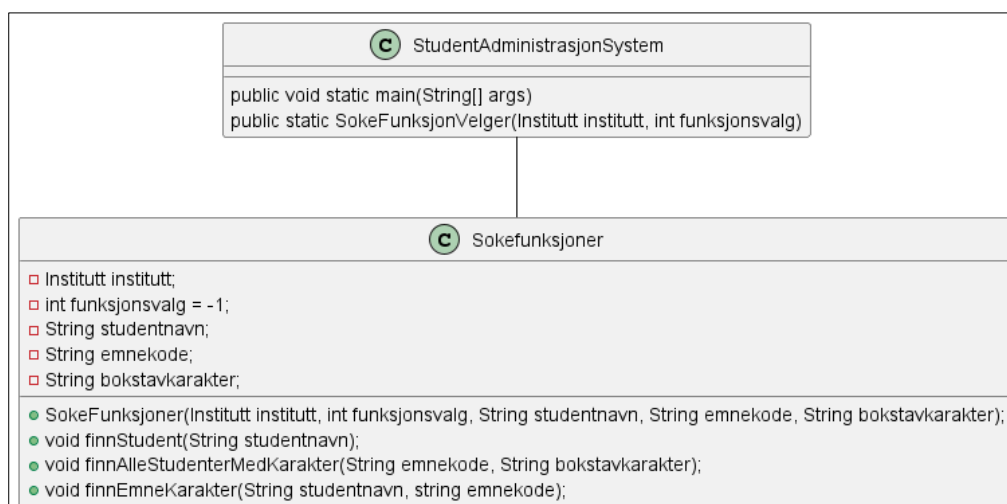 C StudentAdministrasjonSystem
public void static main(String[] args)
public static SokeFunksjonVelger(Institutt institutt, int funksjonsvalg)
C Sokefunksjoner
Institutt institutt;
int funksjonsvalg = -1;
String studentnavn;
String emnekode;
String bokstavkarakter;
SokeFunksjoner(Institutt institutt, int funksjonsvalg, String studentnavn, String emnekode, String bokstavkarakter);
void finnStudent(String studentnavn);
void finnAlleStudenterMedKarakter(String emnekode, String bokstavkarakter);
void finnEmneKarakter(String studentnavn, string emnekode);